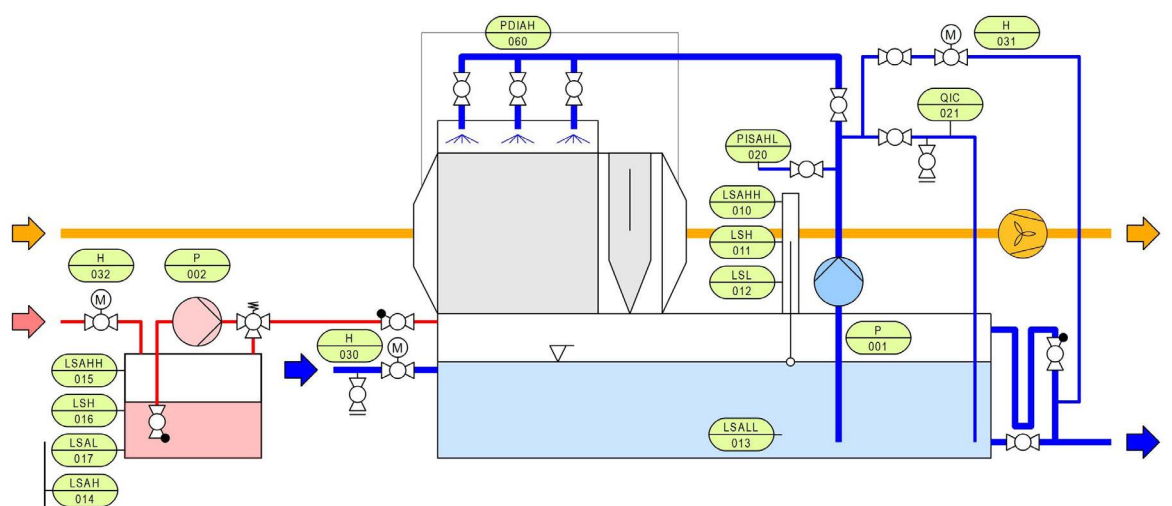 PDIAH
060
H
031
QIC
021
PISAHL
020
LSAHH
010
LSH
011
LSL
012
H
032
P
002
M
M
H
030
M
P
001
LSAHH
015
LSH
016
LSAL
017
LSAH
014
LSALL
013